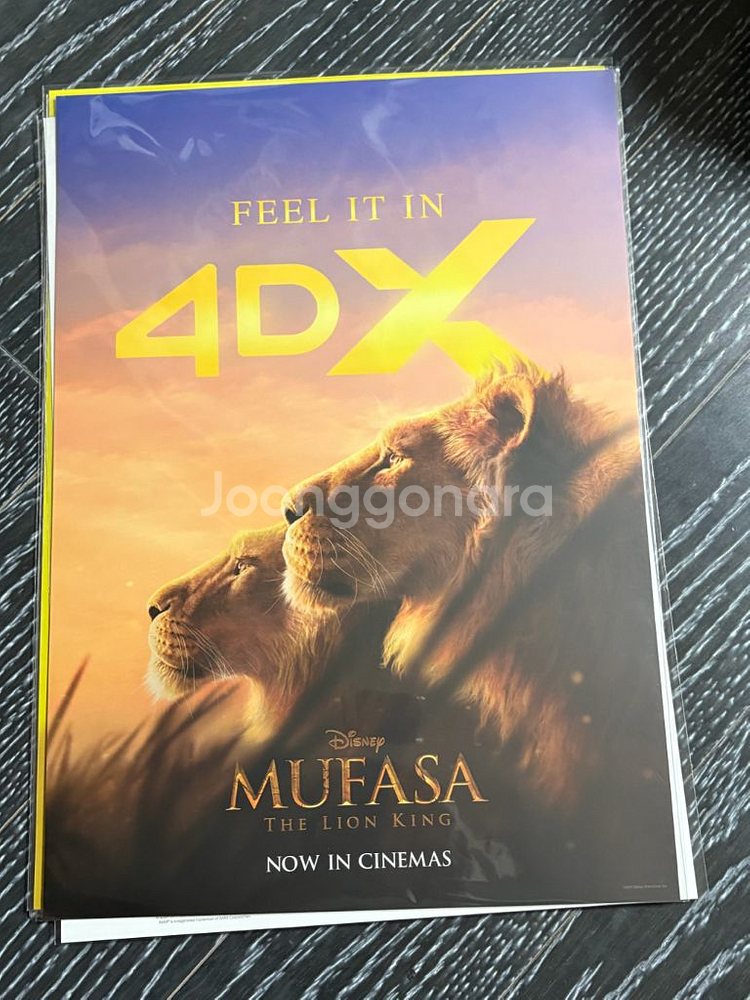 FEEL IT IN
4DX
Joonggonara
Disney
MUFASA
THE LION KING
NOW IN CINEMAS